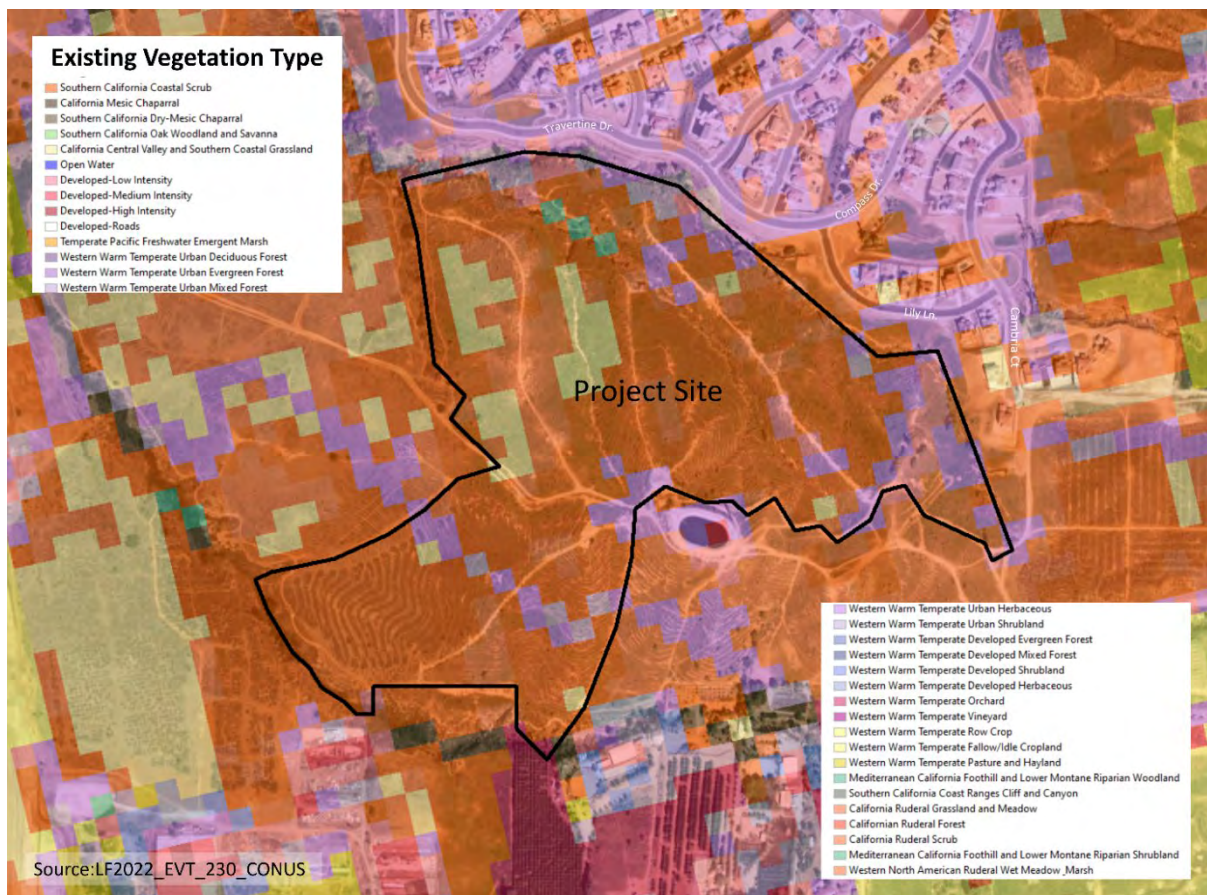 Existing Vegetation Type
Southern California Coastal Scrub
California Mesic Chaparral
Southern California Dry-Mesic Chaparral
Southern California Oak Woodland and Savanna
California Central Valley and Southern Coastal Grassland
Open Water
Developed-Low Intensity
Developed-Medium Intensity
Developed-High Intensity
Developed-Roads
Temperate Pacific Freshwater Emergent Marsh
Western Warm Temperate Urban Deciduous Forest
Western Warm Temperate Urban Evergreen Forest
Western Warm Temperate Urban Mixed Forest
Travertine Dr.
Compass Dr.
Lily Ln.
Cambria Ct
Project Site
Western Warm Temperate Urban Herbaceous
Western Warm Temperate Urban Shrubland
Western Warm Temperate Developed Evergreen Forest
Western Warm Temperate Developed Mixed Forest
Western Warm Temperate Developed Shrubland
Western Warm Temperate Developed Herbaceous
Western Warm Temperate Orchard
Western Warm Temperate Vineyard
Western Warm Temperate Row Crop
Western Warm Temperate Fallow/Idle Cropland
Western Warm Temperate Pasture and Hayland
Mediterranean California Foothill and Lower Montane Riparian Woodland
Southern California Coast Ranges Cliff and Canyon
California Ruderal Grassland and Meadow
Californian Ruderal Forest
California Ruderal Scrub
Mediterranean California Foothill and Lower Montane Riparian Shrubland
Western North American Ruderal Wet Meadow_Marsh
Source:LF2022_EVT_230_CONUS